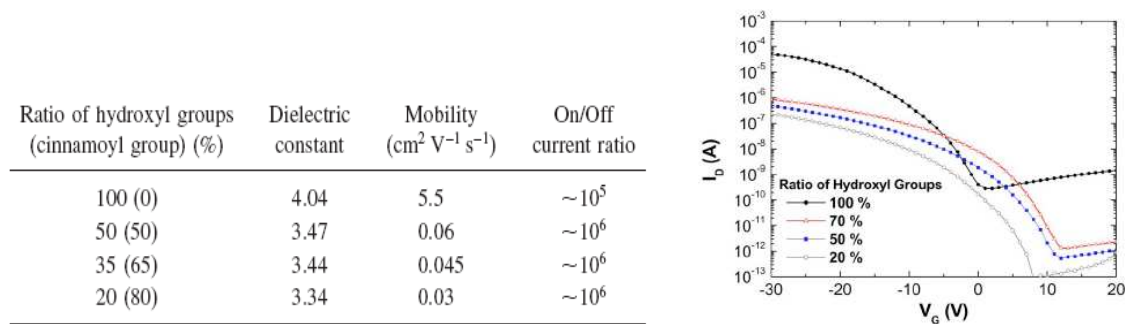 Ratio of hydroxyl groups Dielectric Mobility On/Off
(cinnamoyl group) (%) constant (cm² V⁻¹ s⁻¹) current ratio
100 (0) 4.04 5.5 ~10⁵
50 (50) 3.47 0.06 ~10⁶
35 (65) 3.44 0.045 ~10⁶
20 (80) 3.34 0.03 ~10⁶
10⁻³
10⁻⁴
10⁻⁵
10⁻⁶
10⁻⁷
10⁻⁸
10⁻⁹
10⁻¹⁰
10⁻¹¹
10⁻¹²
10⁻¹³
I_D (A)
Ratio of Hydroxyl Groups
100 %
70 %
50 %
20 %
-30 -20 -10 0 10 20
V_G (V)